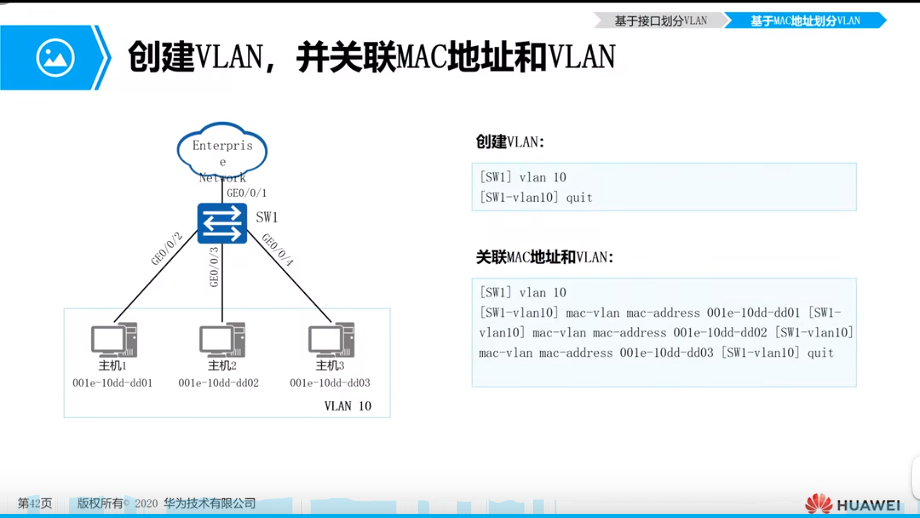 基于接口划分VLAN
基于MAC地址划分VLAN
创建VLAN，并关联MAC地址和VLAN
Enterpris
e
Network
GE0/0/1
SW1
GE0/0/2
GE0/0/3
GE0/0/4
主机1
主机2
主机3
001e-10dd-dd01
001e-10dd-dd02
001e-10dd-dd03
VLAN 10
创建VLAN：
[SW1] vlan 10
[SW1-vlan10] quit
关联MAC地址和VLAN：
[SW1] vlan 10
[SW1-vlan10] mac-vlan mac-address 001e-10dd-dd01 [SW1-
vlan10] mac-vlan mac-address 001e-10dd-dd02 [SW1-vlan10]
mac-vlan mac-address 001e-10dd-dd03 [SW1-vlan10] quit
第42页
版权所有© 2020 华为技术有限公司
HUAWEI